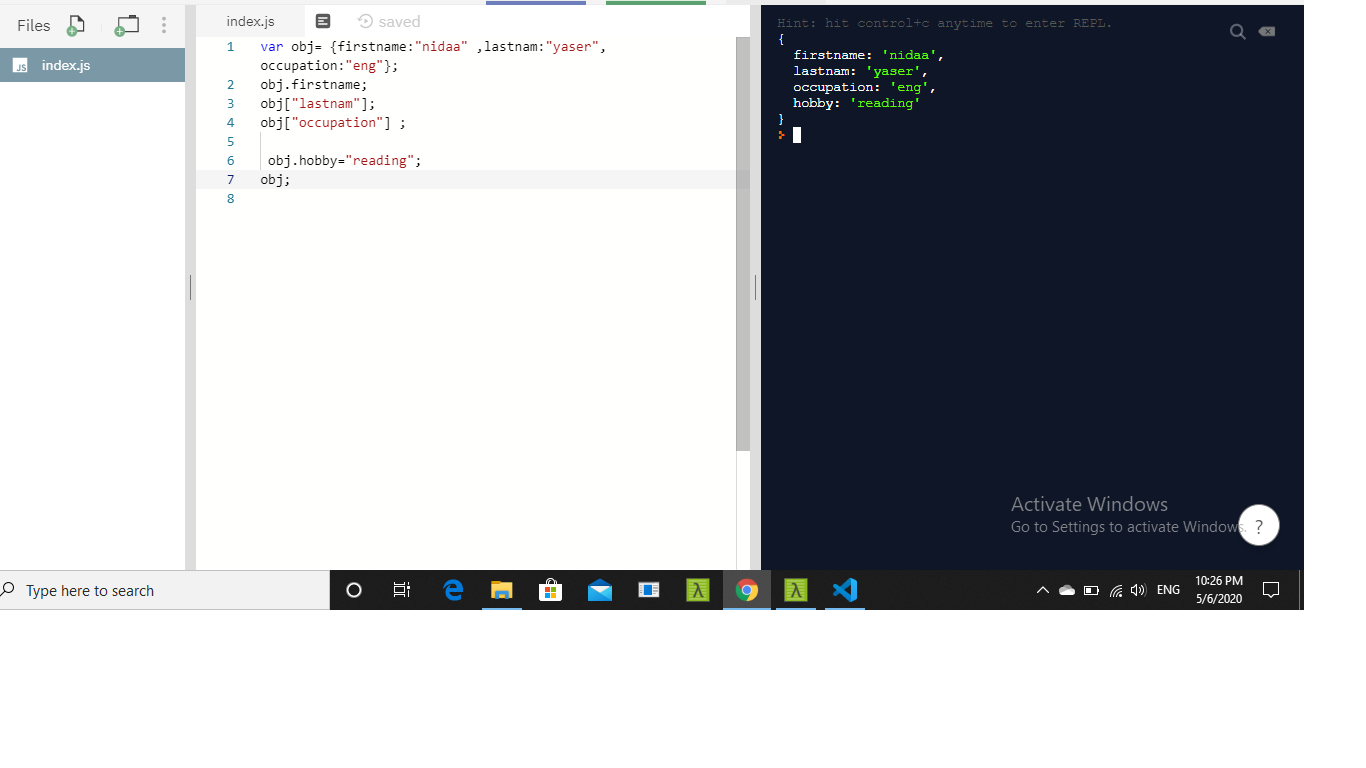 Files
index.js
index.js
saved
1 var obj= {firstname:"nidaa" ,lastnam:"yaser",
occupation:"eng"};
2 obj.firstname;
3 obj["lastnam"];
4 obj["occupation"] ;
5
6 obj.hobby="reading";
7 obj;
8
Hint: hit control+c anytime to enter REPL.
{
firstname: 'nidaa',
lastnam: 'yaser',
occupation: 'eng',
hobby: 'reading'
}
>
Activate Windows
Go to Settings to activate Windows.
?
Type here to search
ENG
10:26 PM
5/6/2020